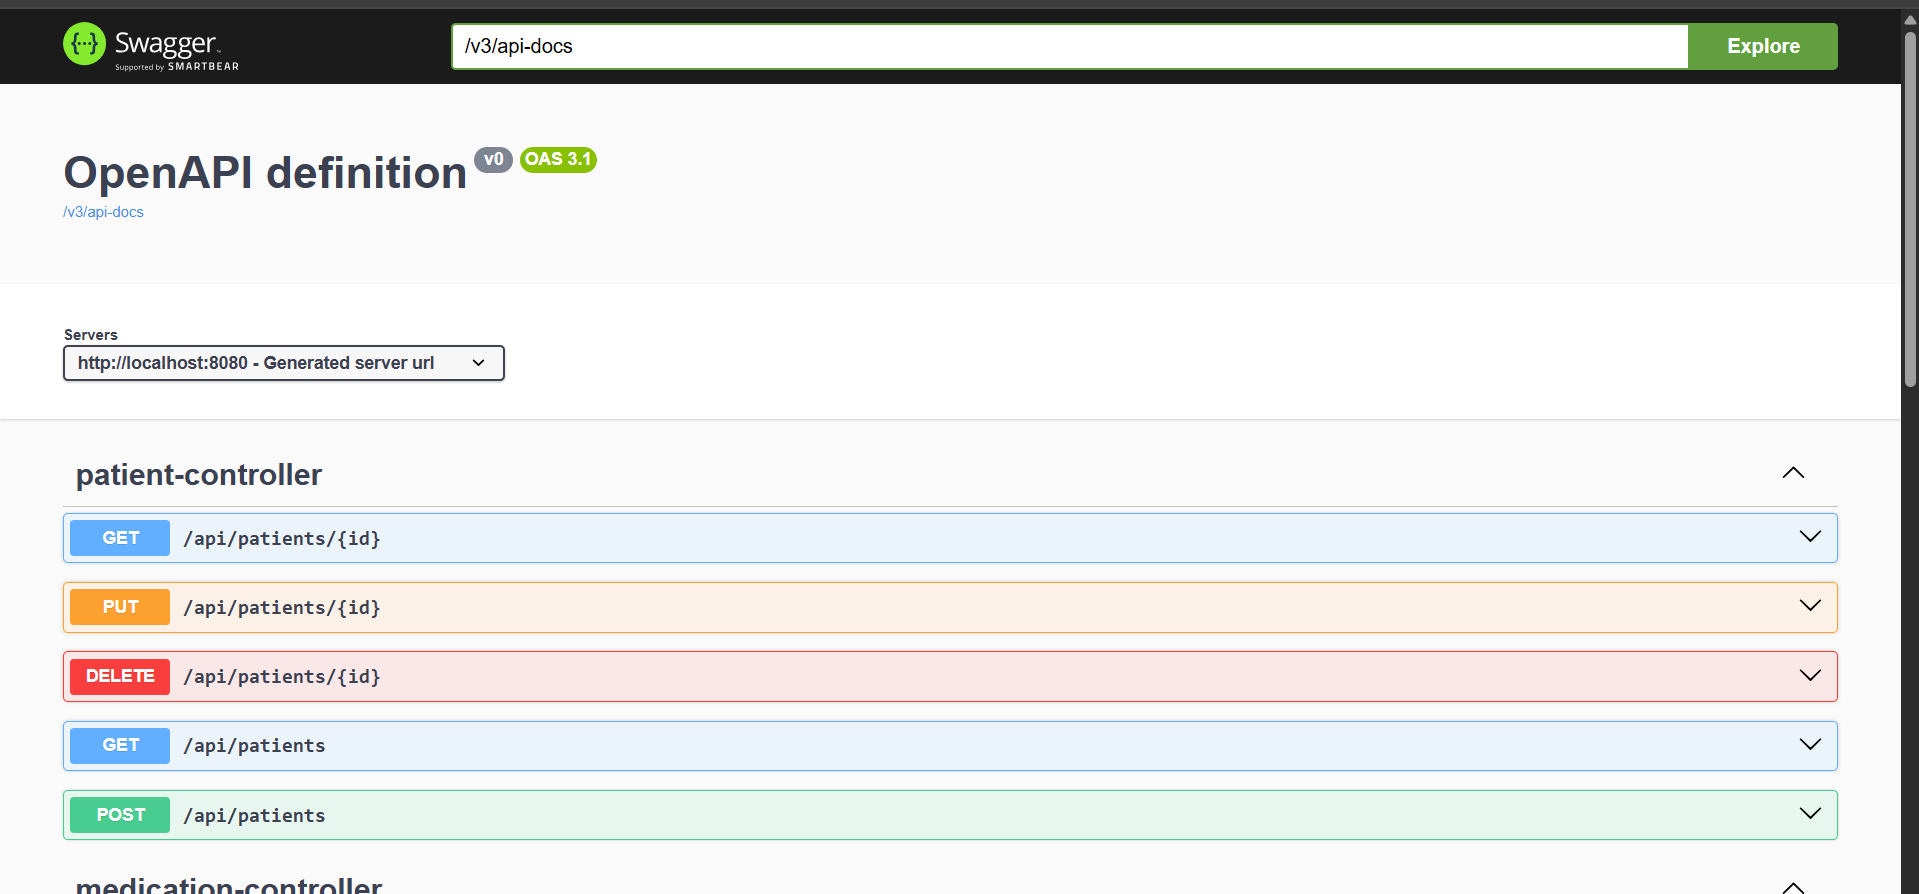 {···} Swagger™
Supported by SMARTBEAR
/v3/api-docs
Explore
OpenAPI definition v0 OAS 3.1
/v3/api-docs
Servers
http://localhost:8080 - Generated server url
patient-controller
GET /api/patients/{id}
PUT /api/patients/{id}
DELETE /api/patients/{id}
GET /api/patients
POST /api/patients
medication-controller